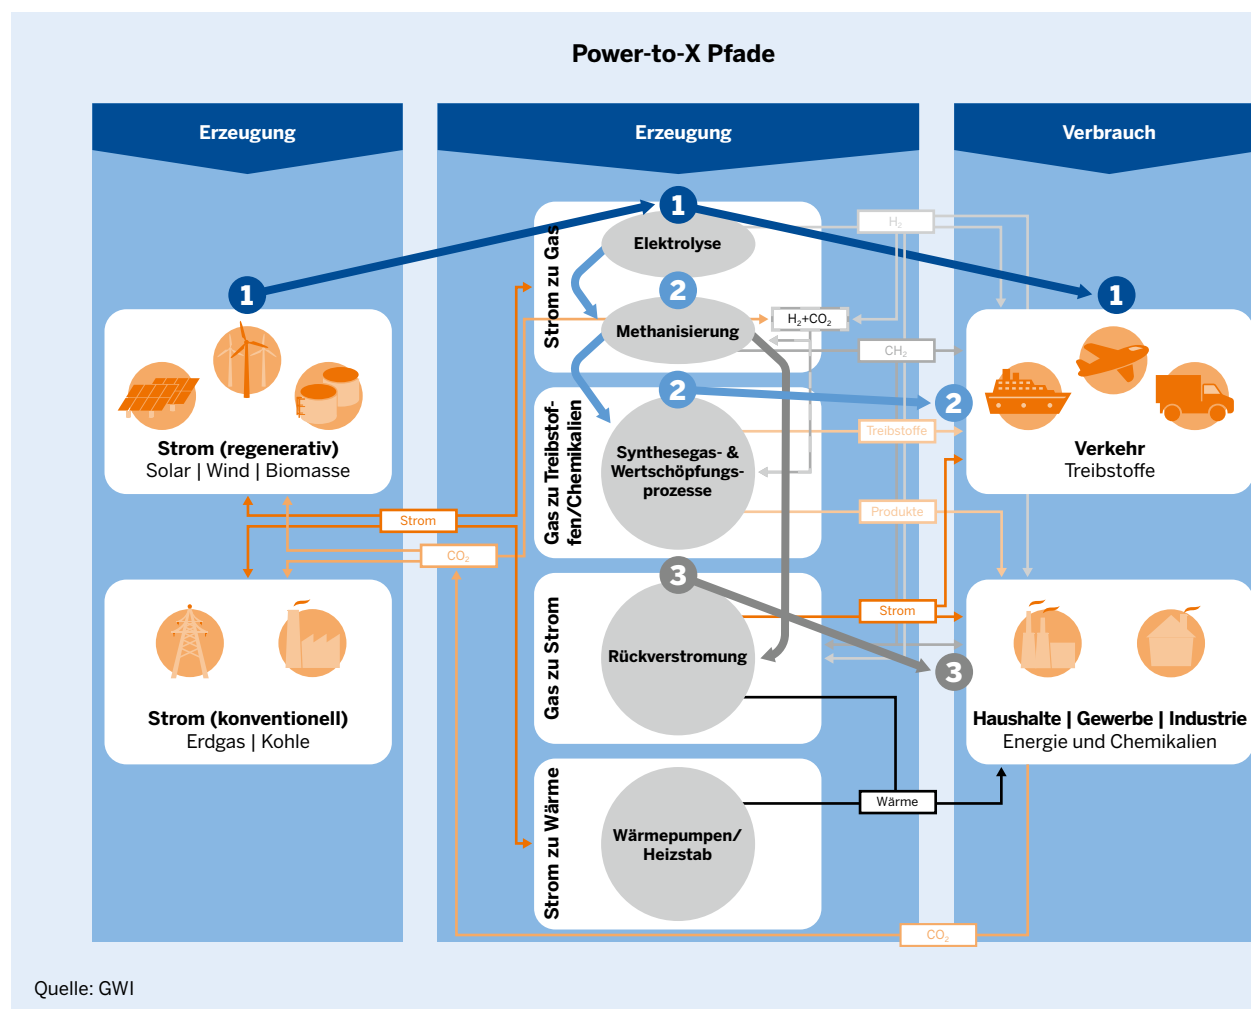 Power-to-X Pfade
Erzeugung
Erzeugung
Verbrauch
1
Strom (regenerativ)
Solar | Wind | Biomasse
Strom
CO₂
Strom (konventionell)
Erdgas | Kohle
Strom zu Gas
1
Elektrolyse
2
Methanisierung
H₂
H₂+CO₂
CH₂
Gas zu Treibstof-
fen/Chemikalien
2
Synthesegas- &
Wertschöpfungs-
prozesse
Treibstoffe
Produkte
Gas zu Strom
3
Rückverstromung
Strom
Strom zu Wärme
Wärmepumpen/
Heizstab
Wärme
CO₂
1
2
Verkehr
Treibstoffe
3
Haushalte | Gewerbe | Industrie
Energie und Chemikalien
Quelle: GWI